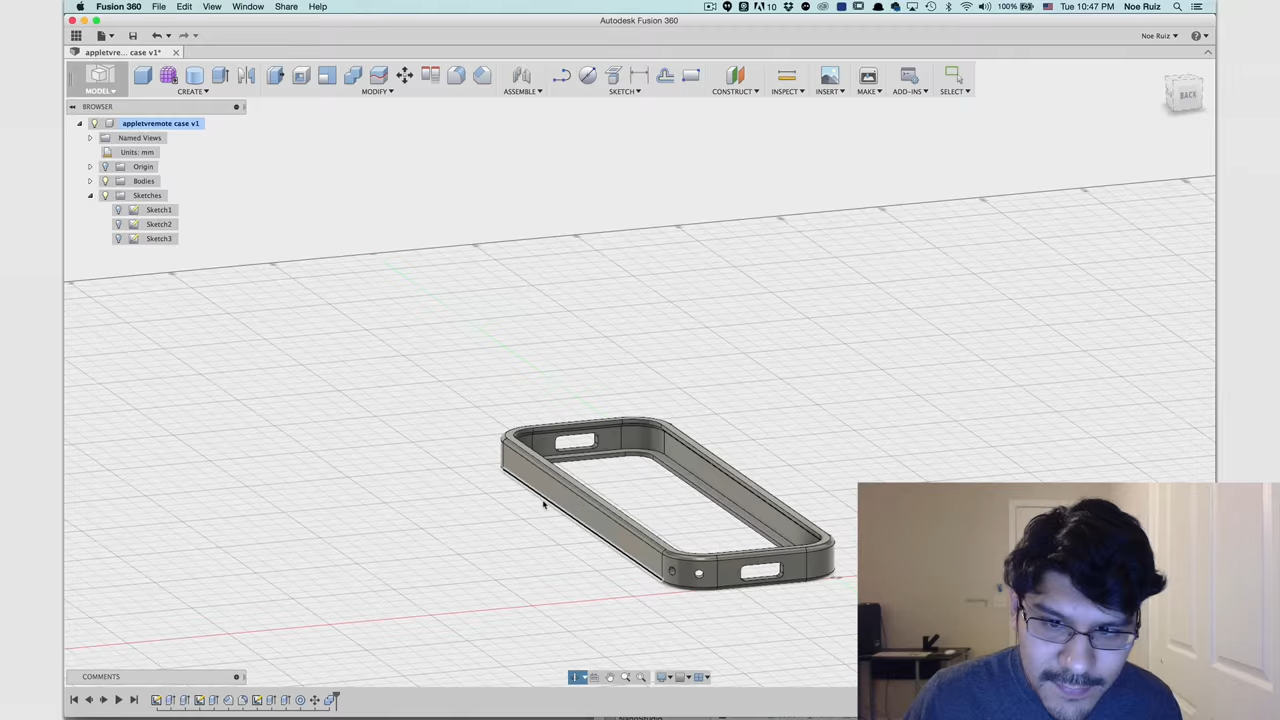 Fusion 360 File Edit View Window Share Help 10 100% Tue 10:47 PM Noe Ruiz
Autodesk Fusion 360
Noe Ruiz
appletvre... case v1*
MODEL CREATE MODIFY ASSEMBLE SKETCH CONSTRUCT INSPECT INSERT MAKE ADD-INS SELECT
BACK
BROWSER
appletvremote case v1
Named Views
Units: mm
Origin
Bodies
Sketches
Sketch1
Sketch2
Sketch3
COMMENTS